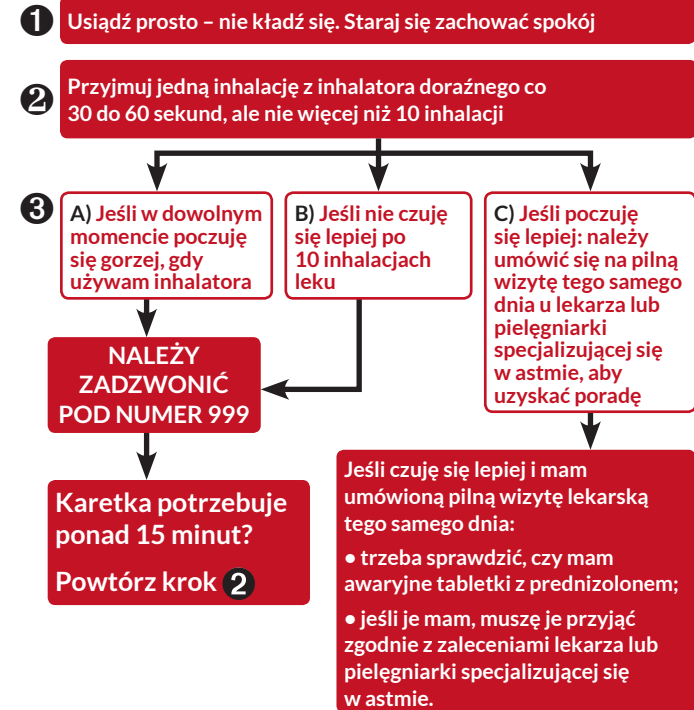 ❶ Usiądź prosto – nie kładź się. Staraj się zachować spokój
❷ Przyjmuj jedną inhalację z inhalatora doraźnego co
30 do 60 sekund, ale nie więcej niż 10 inhalacji
❸
A) Jeśli w dowolnym
momencie poczuję
się gorzej, gdy
używam inhalatora
B) Jeśli nie czuję
się lepiej po
10 inhalacjach
leku
C) Jeśli poczuję
się lepiej: należy
umówić się na pilną
wizytę tego samego
dnia u lekarza lub
pielęgniarki
specjalizującej się
w astmie, aby
uzyskać poradę
NALEŻY
ZADZWONIĆ
POD NUMER 999
Karetka potrzebuje
ponad 15 minut?
Powtórz krok ❷
Jeśli czuję się lepiej i mam
umówioną pilną wizytę lekarską
tego samego dnia:
● trzeba sprawdzić, czy mam
awaryjne tabletki z prednizolonem;
● jeśli je mam, muszę je przyjąć
zgodnie z zaleceniami lekarza lub
pielęgniarki specjalizującej się
w astmie.